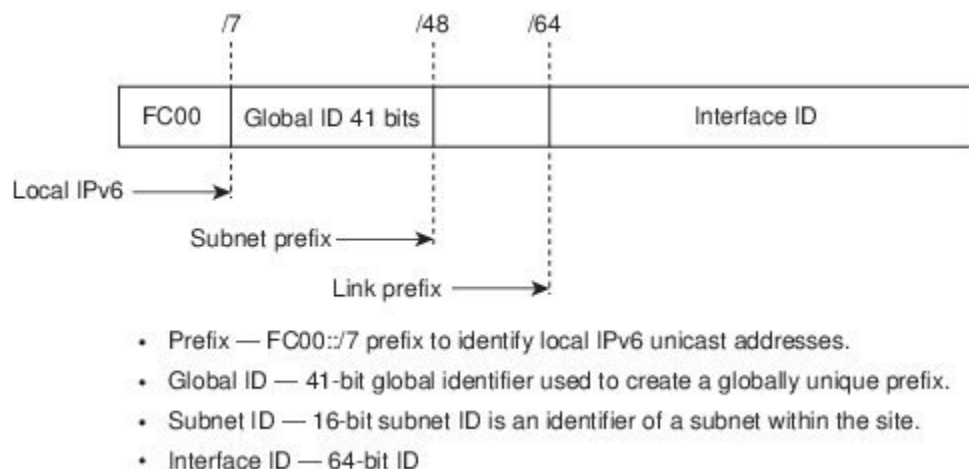 /7 /48 /64
FC00 Global ID 41 bits Interface ID
Local IPv6
Subnet prefix
Link prefix
• Prefix — FC00::/7 prefix to identify local IPv6 unicast addresses.
• Global ID — 41-bit global identifier used to create a globally unique prefix.
• Subnet ID — 16-bit subnet ID is an identifier of a subnet within the site.
• Interface ID — 64-bit ID